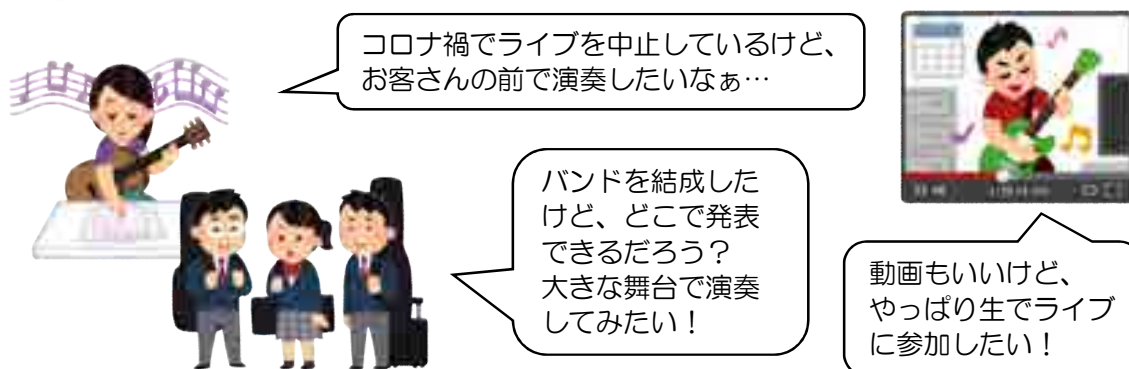 コロナ禍でライブを中止しているけど、
お客さんの前で演奏したいなぁ…
バンドを結成した
けど、どこで発表
できるだろう？
大きな舞台で演奏
してみたい！
動画もいいけど、
やっぱり生でライブ
に参加したい！